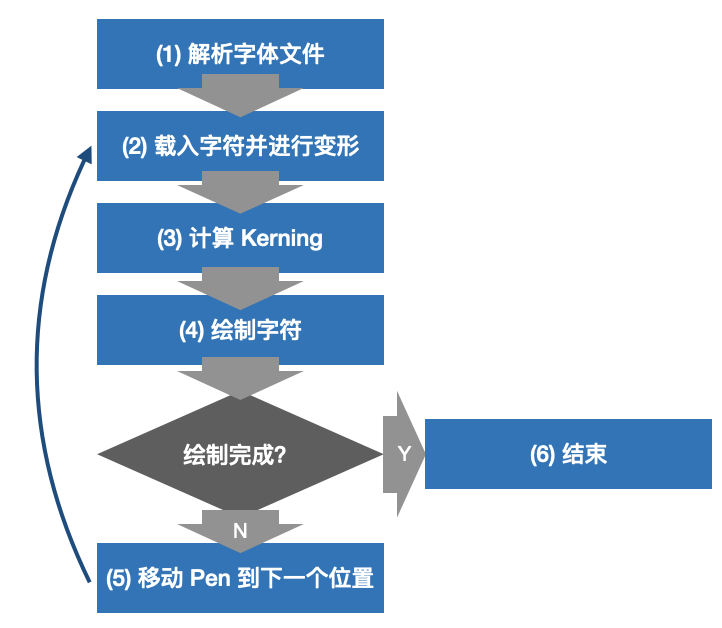 (1) 解析字体文件
(2) 载入字符并进行变形
(3) 计算 Kerning
(4) 绘制字符
绘制完成?
Y
(6) 结束
N
(5) 移动 Pen 到下一个位置